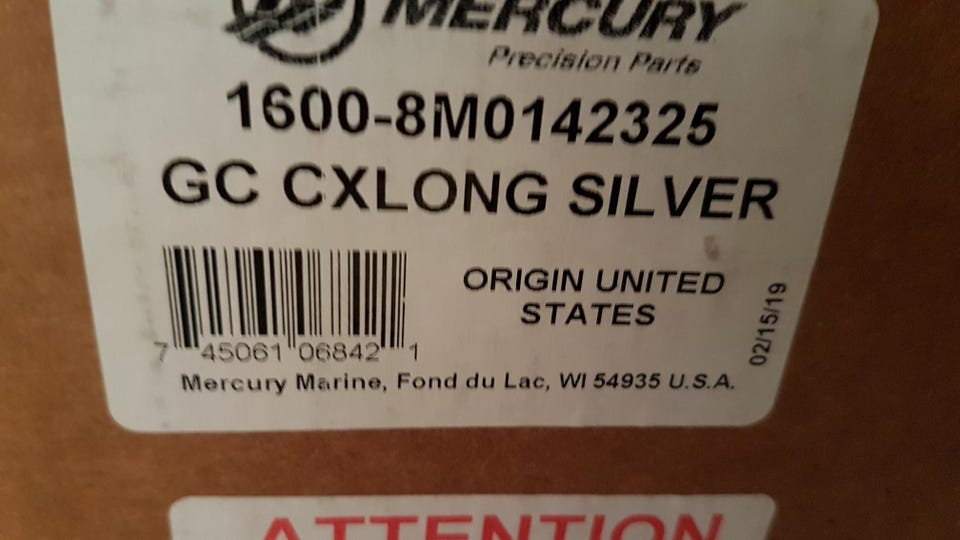 MERCURY
Precision Parts
1600-8M0142325
GC CXLONG SILVER
ORIGIN UNITED
STATES
02/15/19
7 45061 06842 1
Mercury Marine, Fond du Lac, WI 54935 U.S.A.
ATTENTION